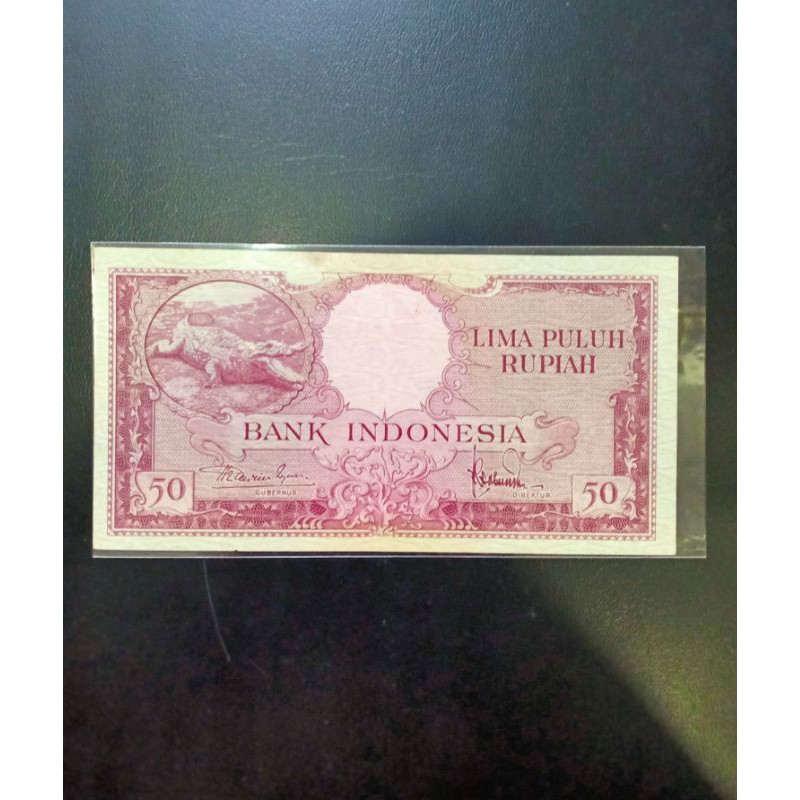 LIMA PULUH
RUPIAH
BANK INDONESIA
50
GUBERNUR
DIREKTUR
50